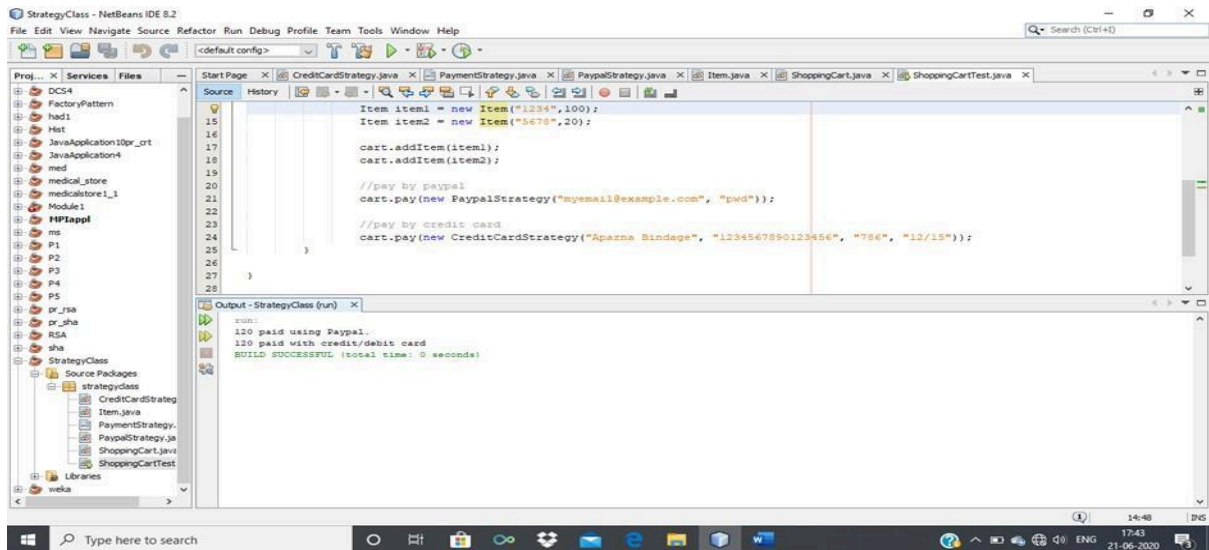 StrategyClass - NetBeans IDE 8.2
File Edit View Navigate Source Refactor Run Debug Profile Team Tools Window Help
Search (Ctrl+I)
<default config>
Proj... Services Files
Start Page CreditCardStrategy.java PaymentStrategy.java PaypalStrategy.java Item.java ShoppingCart.java ShoppingCartTest.java
Source History
DCS4
FactoryPattern
had1
Hist
JavaApplication10pr_crt
JavaApplication4
med
medical_store
medicalstore1_1
Module1
MPIappl
ms
P1
P2
P3
P4
P5
pr_rsa
pr_sha
RSA
sha
StrategyClass
Source Packages
strategyclass
CreditCardStrateg
Item.java
PaymentStrategy.
PaypalStrategy.ja
ShoppingCart.java
ShoppingCartTest
Libraries
weka
Item item1 = new Item("1234",100);
15 Item item2 = new Item("5678",20);
16
17 cart.addItem(item1);
18 cart.addItem(item2);
19
20 //pay by paypal
21 cart.pay(new PaypalStrategy("myemail@example.com", "pwd"));
22
23 //pay by credit card
24 cart.pay(new CreditCardStrategy("Aparna Bindage", "1234567890123456", "786", "12/15"));
25 }
26
27 }
28
Output - StrategyClass (run)
run:
120 paid using Paypal.
120 paid with credit/debit card
BUILD SUCCESSFUL (total time: 0 seconds)
1 14:48 INS
Type here to search
ENG
17:43
21-06-2020